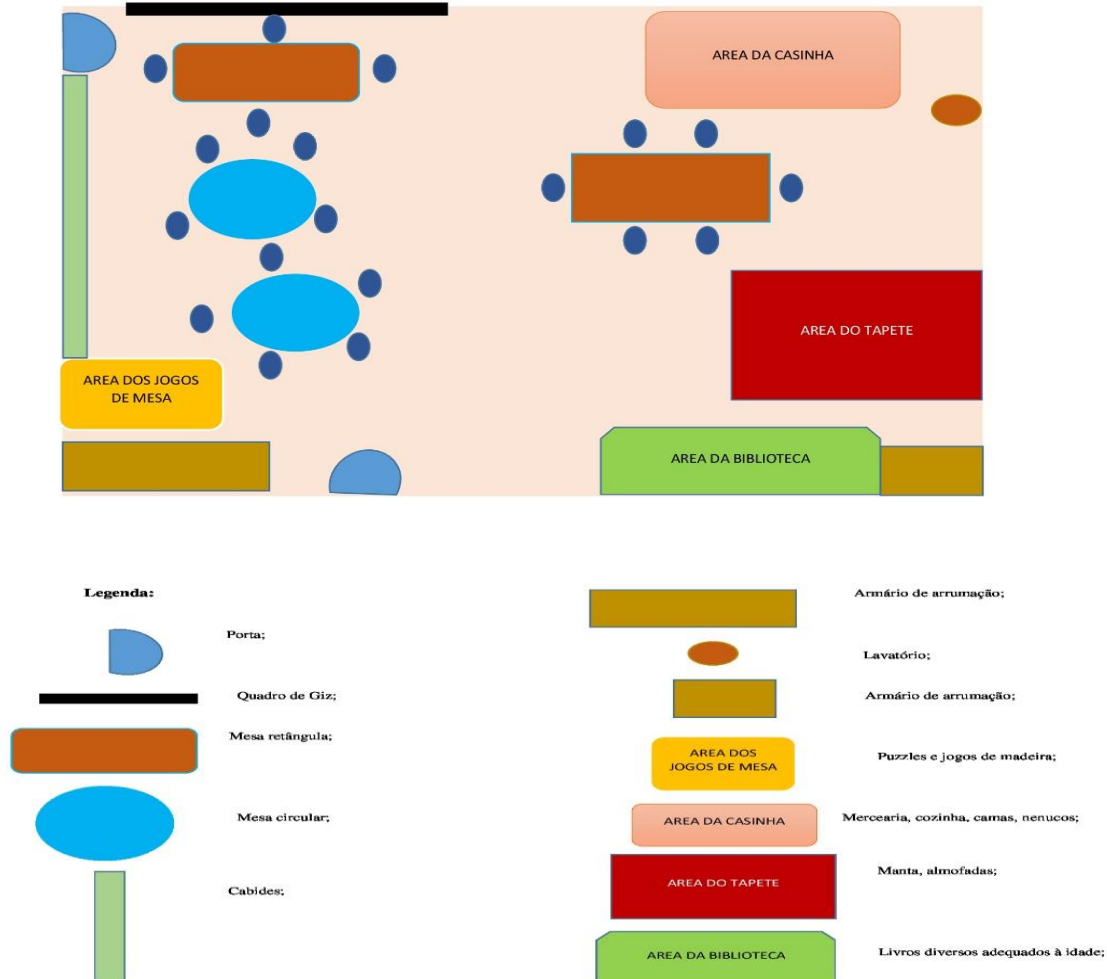 AREA DA CASINHA
AREA DO TAPETE
AREA DOS JOGOS
DE MESA
AREA DA BIBLIOTECA
Legenda:
Porta;
Quadro de Giz;
Mesa retângula;
Mesa circular;
Cabides;
Armário de arrumação;
Lavatório;
Armário de arrumação;
AREA DOS
JOGOS DE MESA
Puzzles e jogos de madeira;
AREA DA CASINHA
Mercearia, cozinha, camas, nenucos;
AREA DO TAPETE
Manta, almofadas;
AREA DA BIBLIOTECA
Livros diversos adequados à idade;